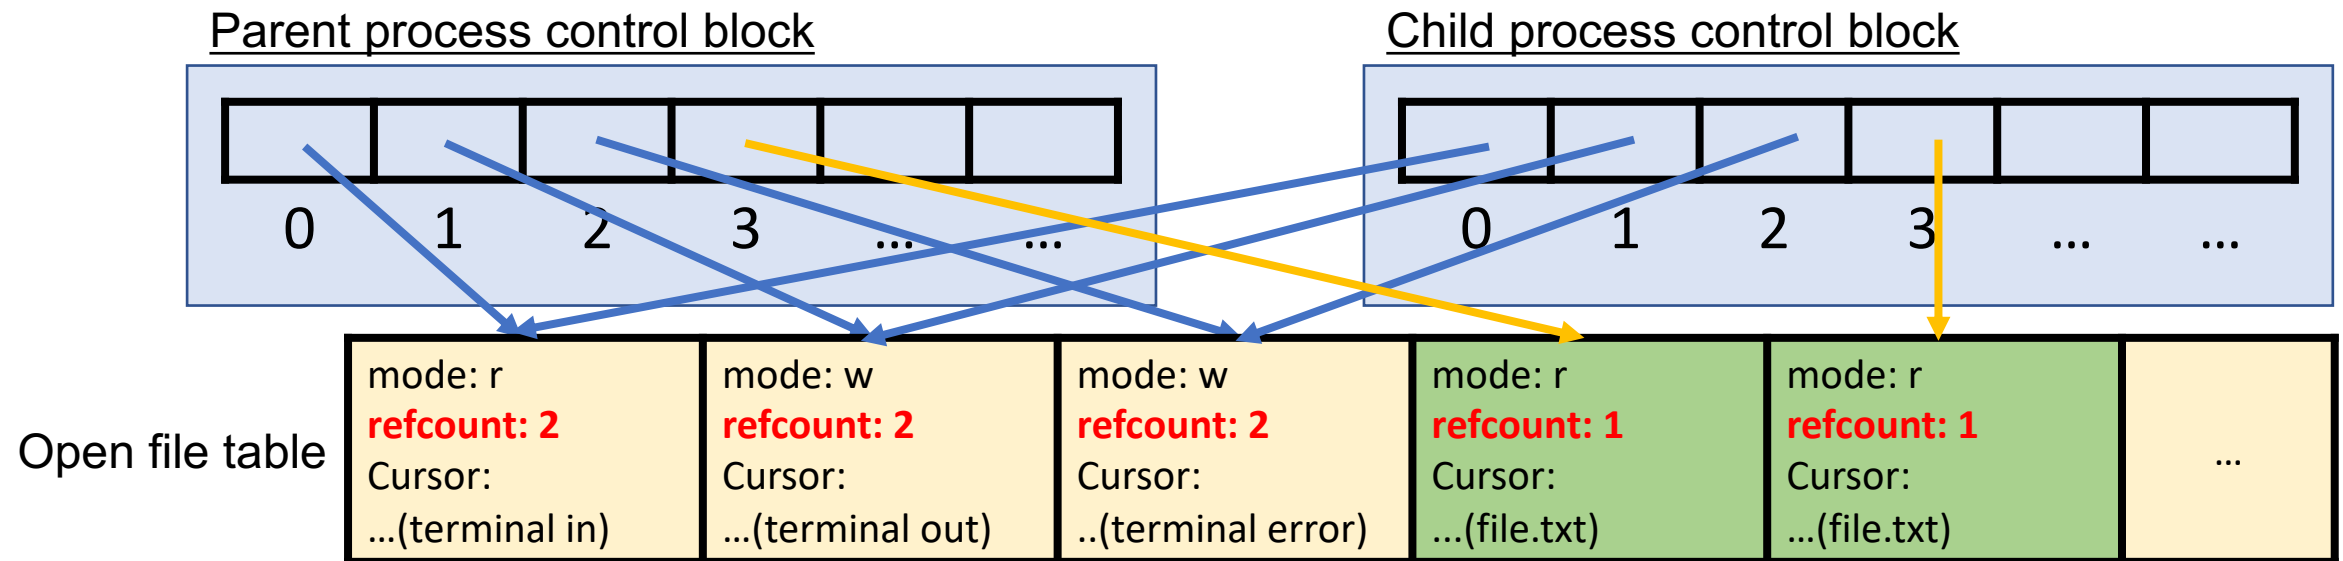 Parent process control block
Child process control block
0 1 2 3 ... ...
0 1 2 3 ... ...
Open file table
mode: r
refcount: 2
Cursor:
...(terminal in)
mode: w
refcount: 2
Cursor:
...(terminal out)
mode: w
refcount: 2
Cursor:
..(terminal error)
mode: r
refcount: 1
Cursor:
...(file.txt)
mode: r
refcount: 1
Cursor:
...(file.txt)
...